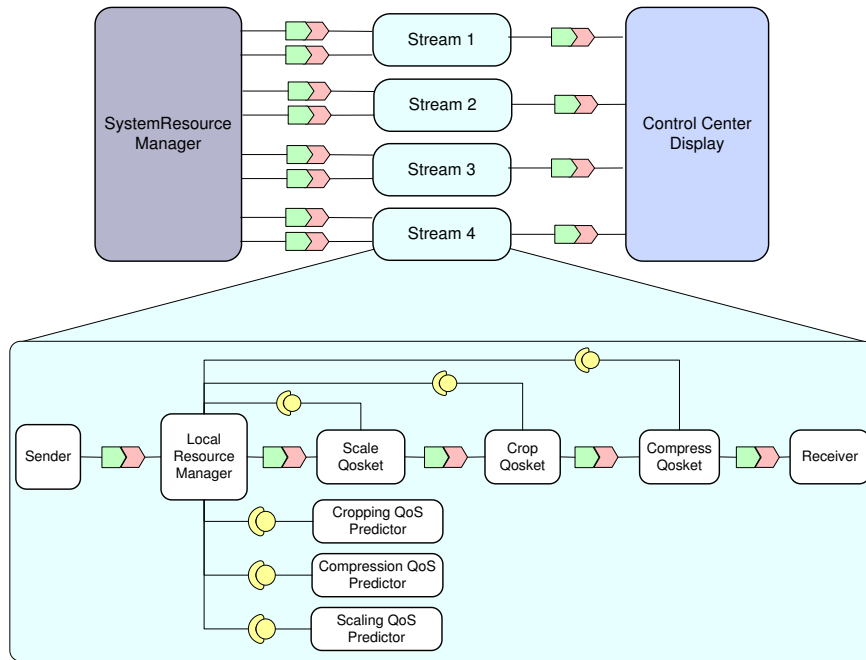 Stream 1
Stream 2
SystemResource
Manager
Control Center
Display
Stream 3
Stream 4
Sender
Local
Resource
Manager
Scale
Qosket
Crop
Qosket
Compress
Qosket
Receiver
Cropping QoS
Predictor
Compression QoS
Predictor
Scaling QoS
Predictor